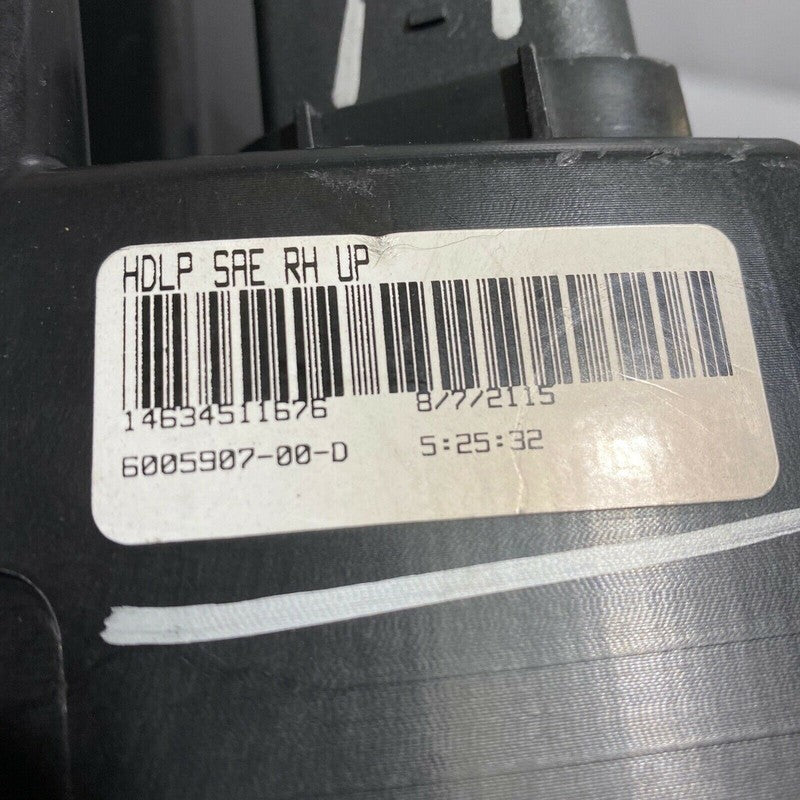 HDLP SAE RH UP
14634511676 8/7/2115
6005907-00-D 5:25:32